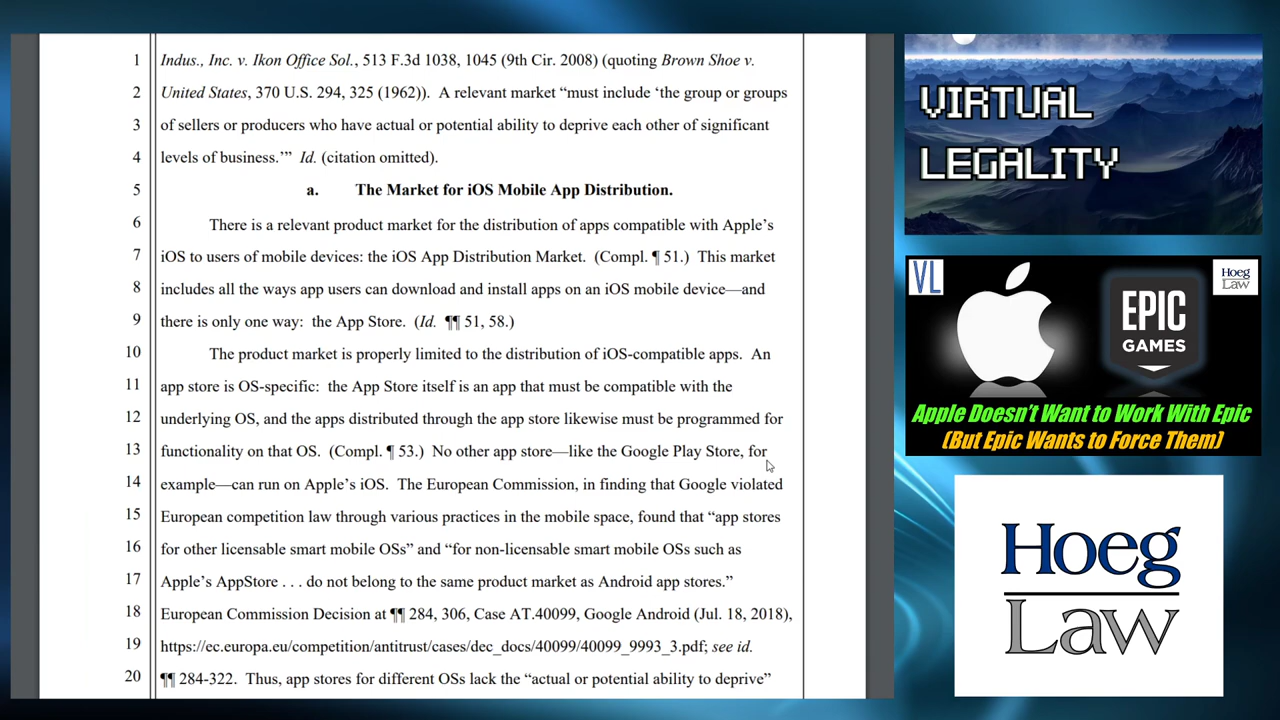 1 Indus., Inc. v. Ikon Office Sol., 513 F.3d 1038, 1045 (9th Cir. 2008) (quoting Brown Shoe v.
2 United States, 370 U.S. 294, 325 (1962)). A relevant market “must include ‘the group or groups
3 of sellers or producers who have actual or potential ability to deprive each other of significant
4 levels of business.’” Id. (citation omitted).
5 a. The Market for iOS Mobile App Distribution.
6 There is a relevant product market for the distribution of apps compatible with Apple’s
7 iOS to users of mobile devices: the iOS App Distribution Market. (Compl. ¶ 51.) This market
8 includes all the ways app users can download and install apps on an iOS mobile device—and
9 there is only one way: the App Store. (Id. ¶¶ 51, 58.)
10 The product market is properly limited to the distribution of iOS-compatible apps. An
11 app store is OS-specific: the App Store itself is an app that must be compatible with the
12 underlying OS, and the apps distributed through the app store likewise must be programmed for
13 functionality on that OS. (Compl. ¶ 53.) No other app store—like the Google Play Store, for
14 example—can run on Apple’s iOS. The European Commission, in finding that Google violated
15 European competition law through various practices in the mobile space, found that “app stores
16 for other licensable smart mobile OSs” and “for non-licensable smart mobile OSs such as
17 Apple’s AppStore . . . do not belong to the same product market as Android app stores.”
18 European Commission Decision at ¶¶ 284, 306, Case AT.40099, Google Android (Jul. 18, 2018),
19 https://ec.europa.eu/competition/antitrust/cases/dec_docs/40099/40099_9993_3.pdf; see id.
20 ¶¶ 284-322. Thus, app stores for different OSs lack the “actual or potential ability to deprive”
VIRTUAL
LEGALITY
VL
Hoeg
Law
EPIC
GAMES
Apple Doesn't Want to Work With Epic
(But Epic Wants to Force Them)
Hoeg
Law